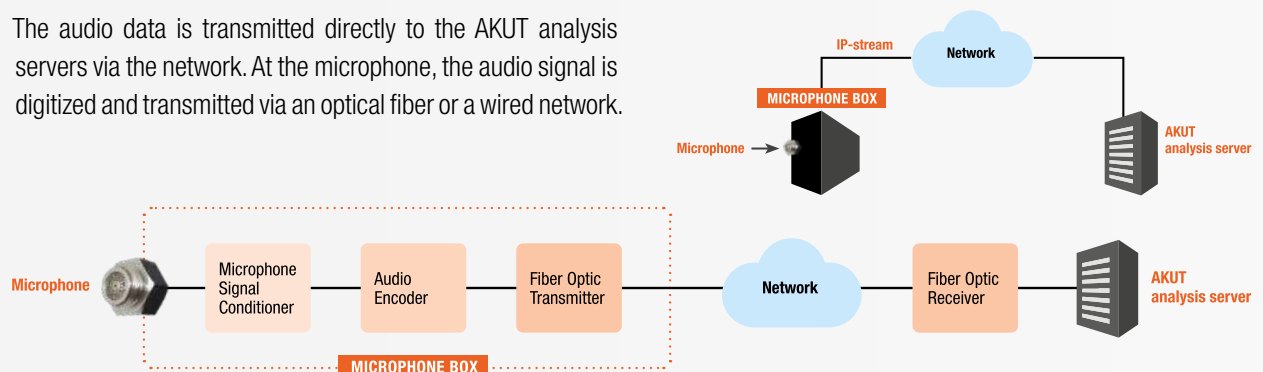 The audio data is transmitted directly to the AKUT analysis
servers via the network. At the microphone, the audio signal is
digitized and transmitted via an optical fiber or a wired network.
IP-stream
Network
MICROPHONE BOX
Microphone
AKUT
analysis server
Microphone
Microphone
Signal
Conditioner
Audio
Encoder
Fiber Optic
Transmitter
Network
Fiber Optic
Receiver
AKUT
analysis server
MICROPHONE BOX